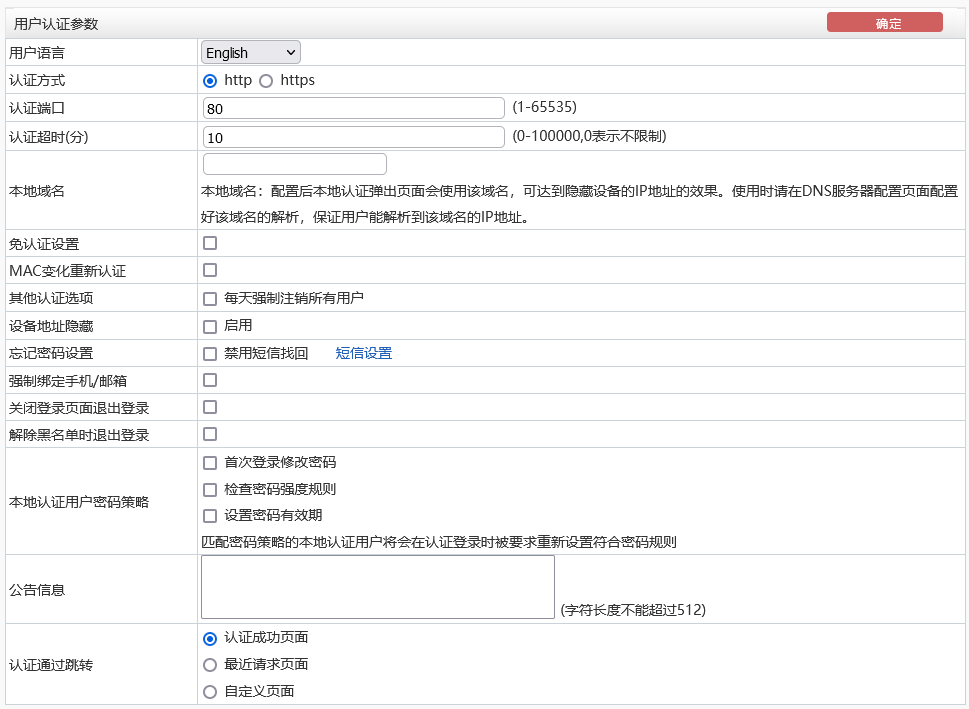 用户认证参数 确定
用户语言 English
认证方式 http https
认证端口 80 (1-65535)
认证超时(分) 10 (0-100000,0表示不限制)
本地域名
本地域名：配置后本地认证弹出页面会使用该域名，可达到隐藏设备的IP地址的效果。使用时请在DNS服务器配置页面配置
好该域名的解析，保证用户能解析到该域名的IP地址。
免认证设置
MAC变化重新认证
其他认证选项 每天强制注销所有用户
设备地址隐藏 启用
忘记密码设置 禁用短信找回 短信设置
强制绑定手机/邮箱
关闭登录页面退出登录
解除黑名单时退出登录
本地认证用户密码策略
首次登录修改密码
检查密码强度规则
设置密码有效期
匹配密码策略的本地认证用户将会在认证登录时被要求重新设置符合密码规则
公告信息 (字符长度不能超过512)
认证通过跳转
认证成功页面
最近请求页面
自定义页面